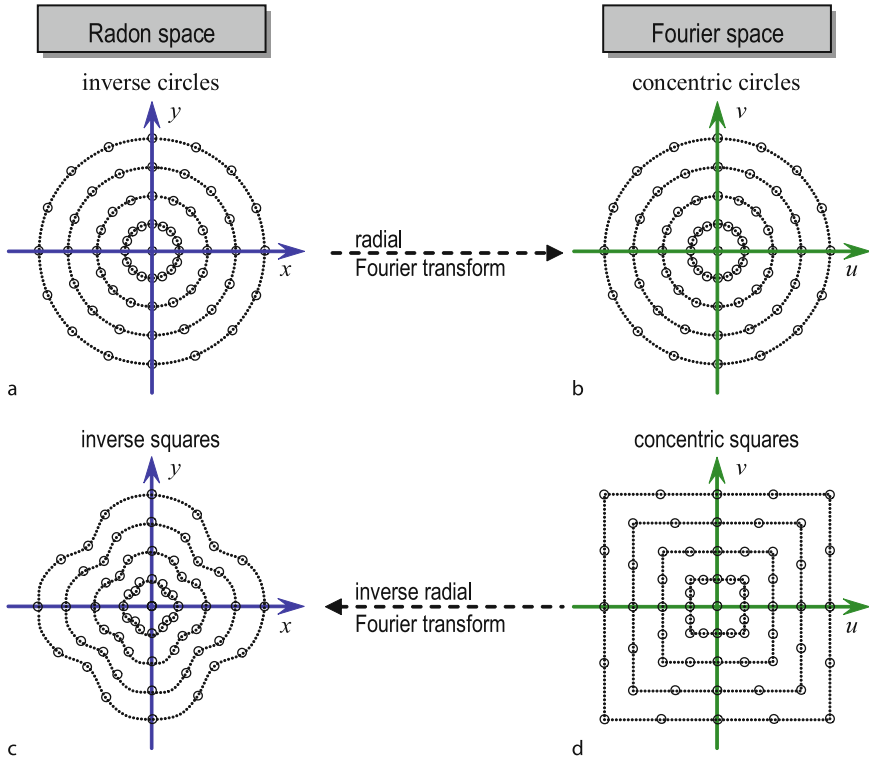 Radon space
Fourier space
inverse circles
concentric circles
y
v
radial
Fourier transform
x
u
a
b
inverse squares
concentric squares
y
v
inverse radial
Fourier transform
x
u
c
d